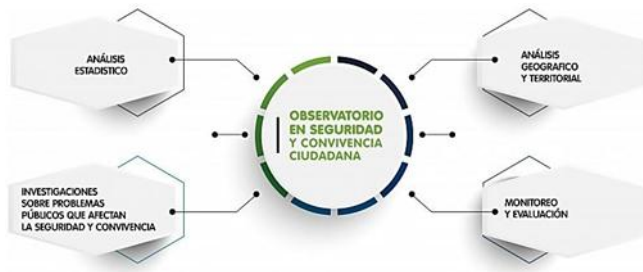 ANÁLISIS
ESTADISTICO
ANÁLISIS
GEOGRAFICO
Y TERRITORIAL
OBSERVATORIO
EN SEGURIDAD
Y CONVIVENCIA
CIUDADANA
INVESTIGACIONES
SOBRE PROBLEMAS
PÚBLICOS QUE AFECTAN
LA SEGURIDAD Y CONVIVENCIA
MONITOREO
Y EVALUACIÓN